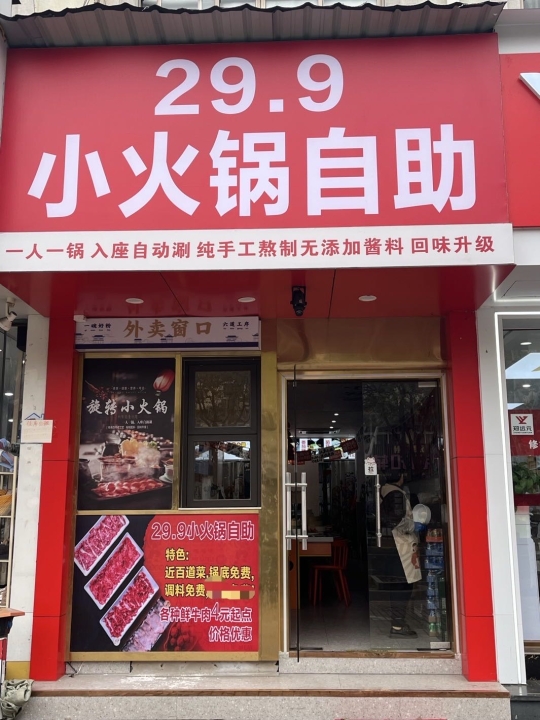 29.9
小火锅自助
一人一锅 入座自动涮 纯手工熬制无添加酱料 回味升级
外卖窗口
旋转小火锅
29.9小火锅自助
特色:
近百道菜,锅底免费,
调料免费
各种鲜牛肉4元起点
价格优惠